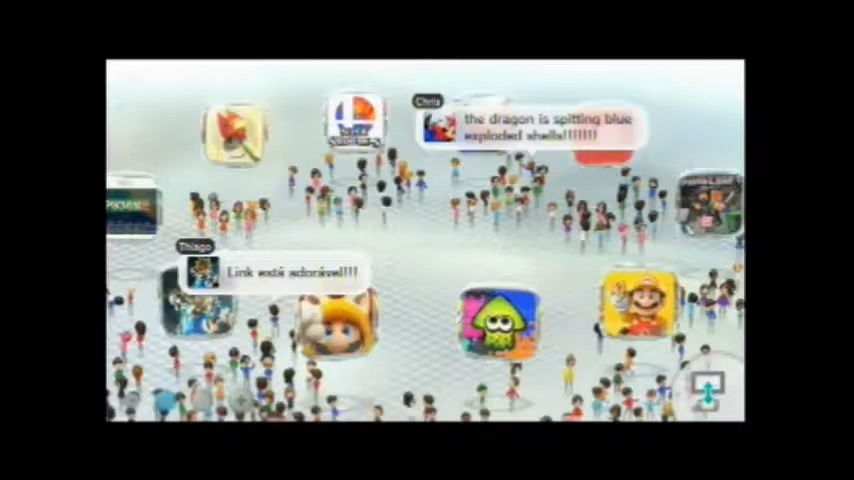 Chris
the dragon is spitting blue
exploded shells!!!!!!!
Thiago
Link está adorável!!!!